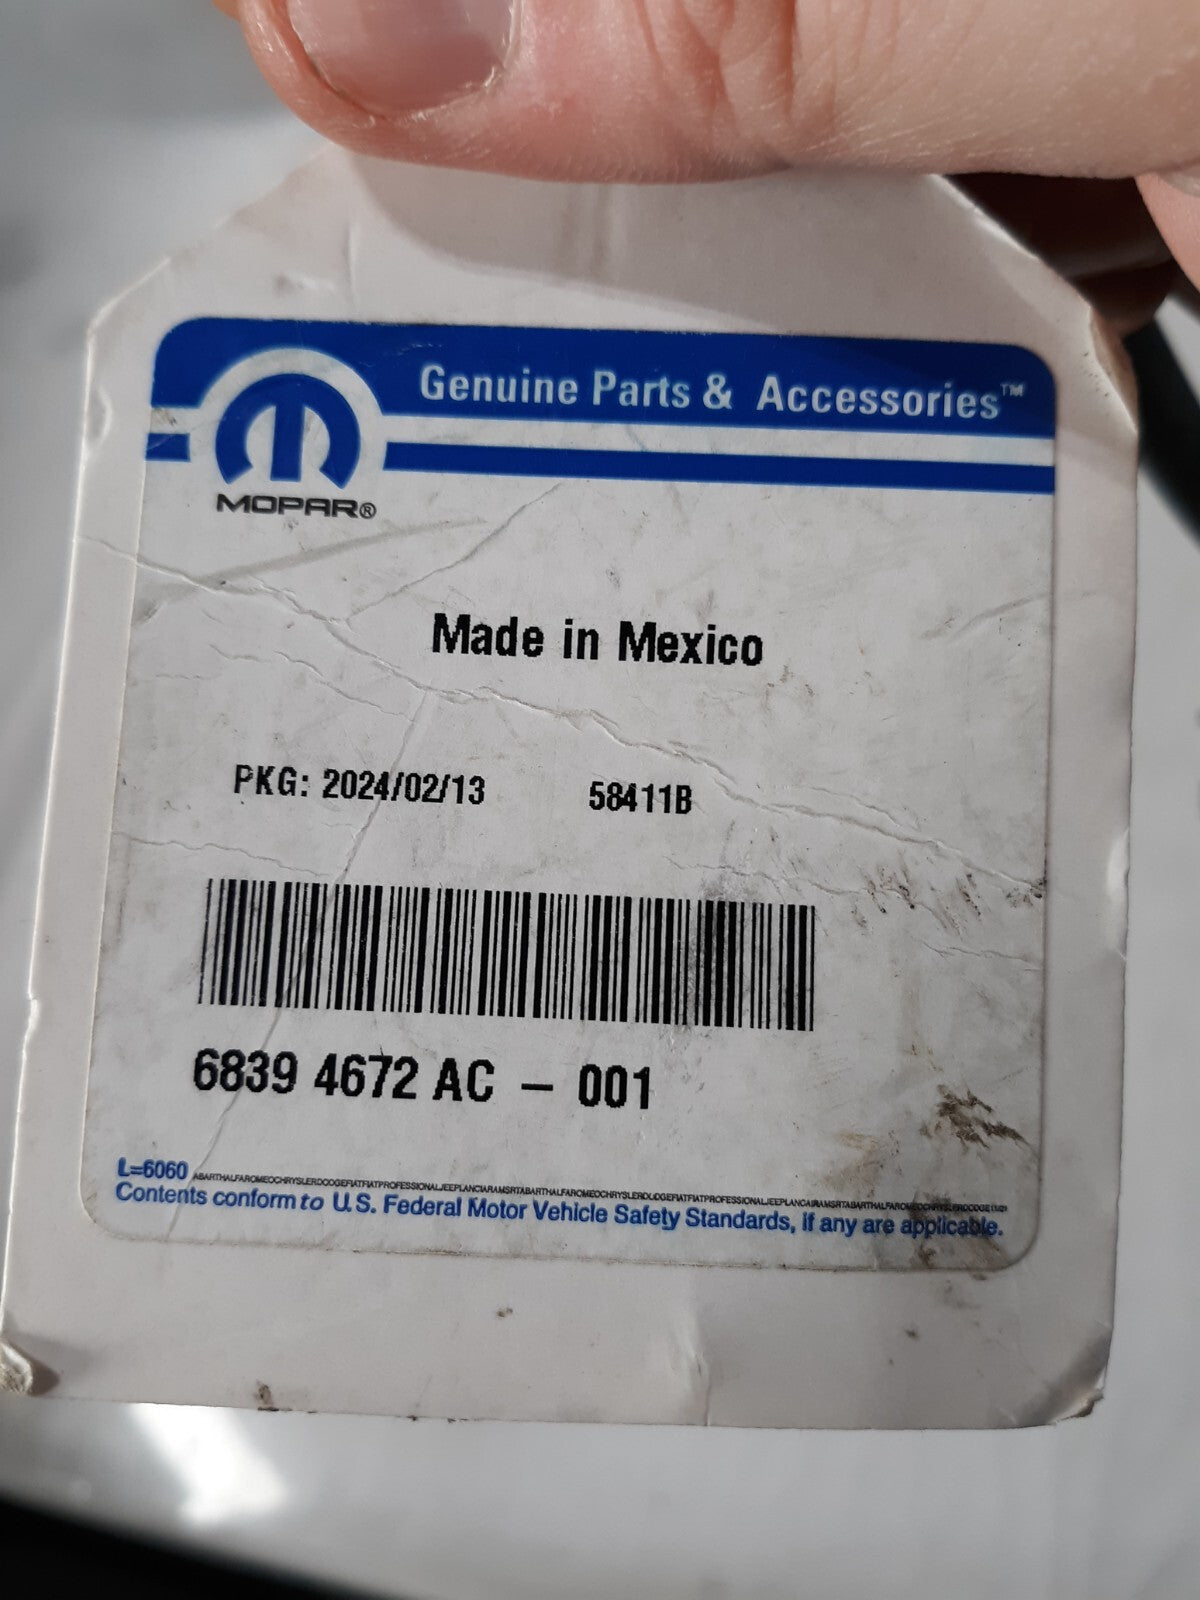 Genuine Parts & Accessories™
MOPAR®
Made in Mexico
PKG: 2024/02/13 58411B
6839 4672 AC – 001
L=6060
Contents conform to U.S. Federal Motor Vehicle Safety Standards, if any are applicable.